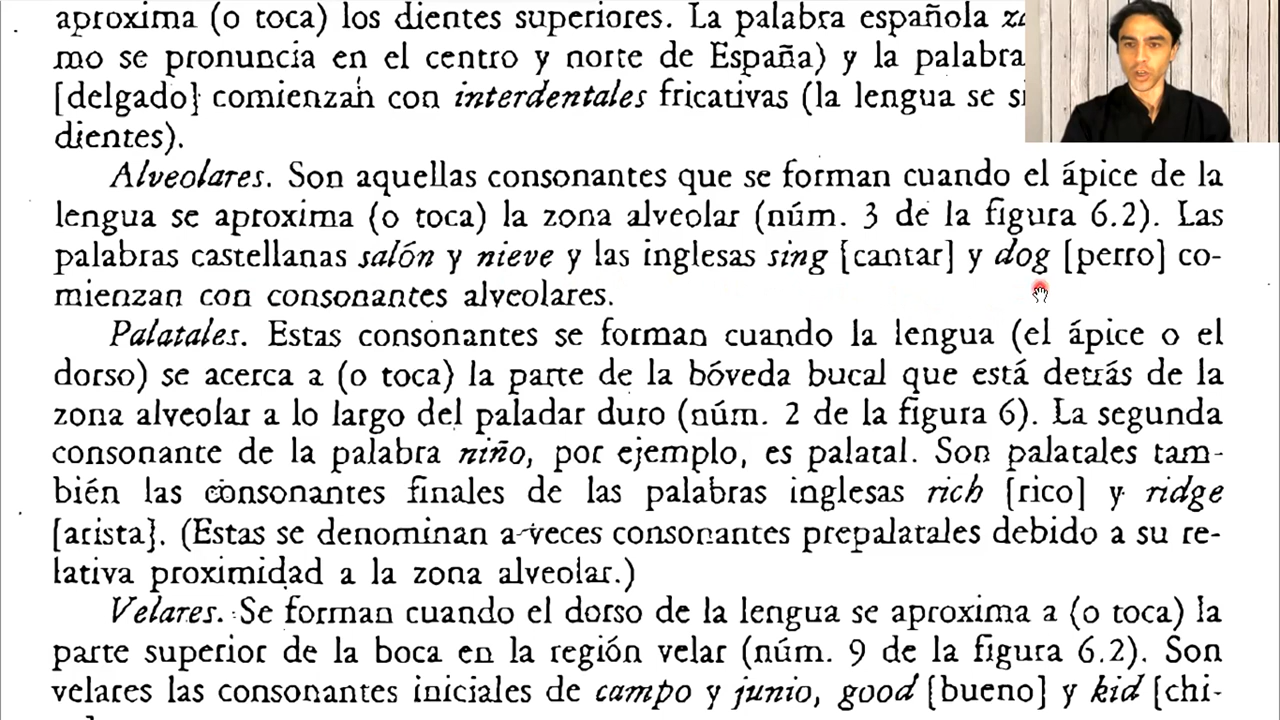 aproxima (o toca) los dientes superiores. La palabra española
mo se pronuncia en el centro y norte de España) y la palabra
[delgado] comienzan con interdentales fricativas (la lengua se
dientes).
Alveolares. Son aquellas consonantes que se forman cuando el ápice de la
lengua se aproxima (o toca) la zona alveolar (núm. 3 de la figura 6.2). Las
palabras castellanas salón y nieve y las inglesas sing [cantar] y dog [perro] co-
mienzan con consonantes alveolares.
Palatales. Estas consonantes se forman cuando la lengua (el ápice o el
dorso) se acerca a (o toca) la parte de la bóveda bucal que está detrás de la
zona alveolar a lo largo del paladar duro (núm. 2 de la figura 6). La segunda
consonante de la palabra niño, por ejemplo, es palatal. Son palatales tam-
bién las consonantes finales de las palabras inglesas rich [rico] y ridge
[arista]. (Estas se denominan a veces consonantes prepalatales debido a su re-
lativa proximidad a la zona alveolar.)
Velares. Se forman cuando el dorso de la lengua se aproxima a (o toca) la
parte superior de la boca en la región velar (núm. 9 de la figura 6.2). Son
velares las consonantes iniciales de campo y junio, good [bueno] y kid [chi-